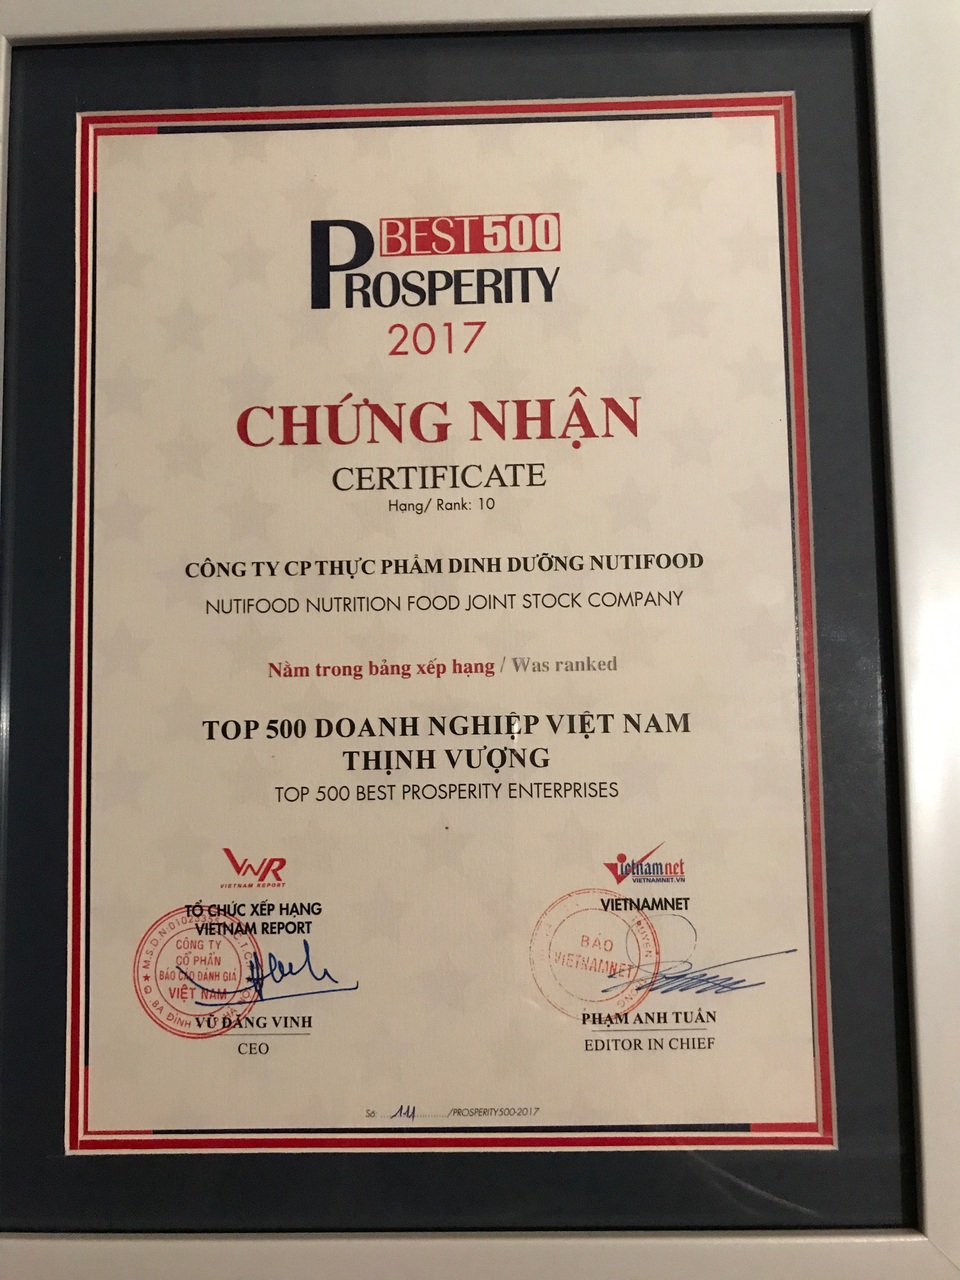 BEST 500
PROSPERITY
2017
CHỨNG NHẬN
CERTIFICATE
Hạng/ Rank: 10
CÔNG TY CP THỰC PHẨM DINH DƯỠNG NUTIFOOD
NUTIFOOD NUTRITION FOOD JOINT STOCK COMPANY
Nằm trong bảng xếp hạng / Was ranked
TOP 500 DOANH NGHIỆP VIỆT NAM
THỊNH VƯỢNG
TOP 500 BEST PROSPERITY ENTERPRISES
VNR
VIETNAM REPORT
TỔ CHỨC XẾP HẠNG
VIETNAM REPORT
CÔNG TY
CỔ PHẦN
BÁO CÁO ĐÁNH GIÁ
VIỆT NAM
VŨ ĐĂNG VINH
CEO
Vietnamnet
VIETNAMNET.VN
VIETNAMNET
BÁO
VIETNAMNET
PHẠM ANH TUẤN
EDITOR IN CHIEF
Số: ....11........../PROSPERITY500-2017